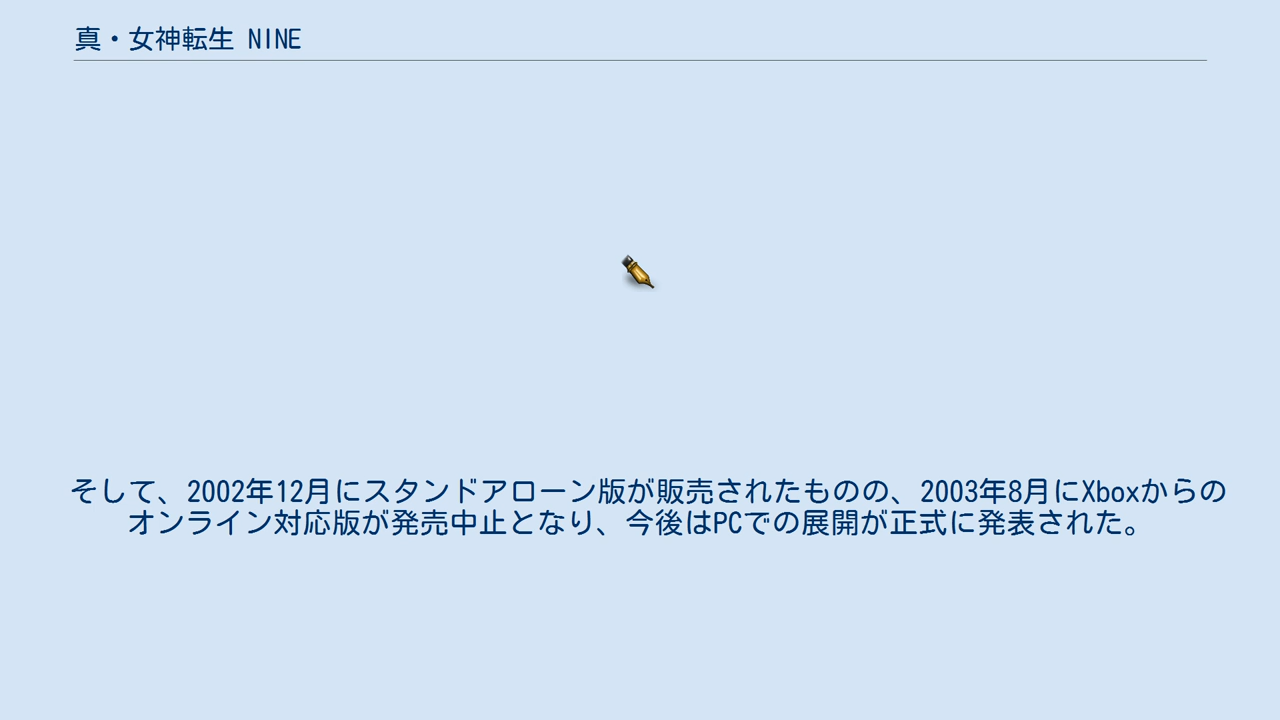 真・女神転生 NINE
そして、2002年12月にスタンドアローン版が販売されたものの、2003年8月にXboxからの
オンライン対応版が発売中止となり、今後はPCでの展開が正式に発表された。